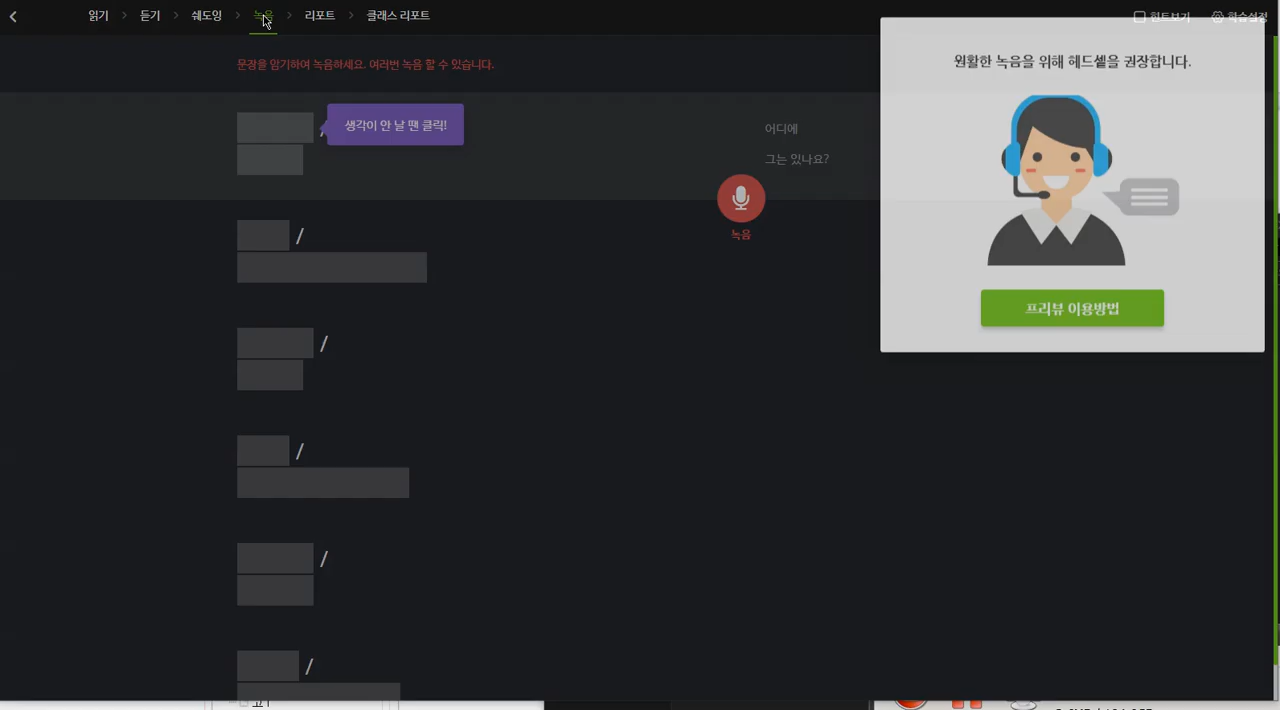 읽기 > 듣기 > 쉐도잉 > 녹음 > 리포트 > 클래스 리포트
힌트보기 학습설정
문장을 암기하여 녹음하세요. 여러번 녹음 할 수 있습니다.
원활한 녹음을 위해 헤드셑을 권장합니다.
/
생각이 안 날 땐 클릭!
어디에
그는 있나요?
녹음
프리뷰 이용방법
/
/
/
/
/